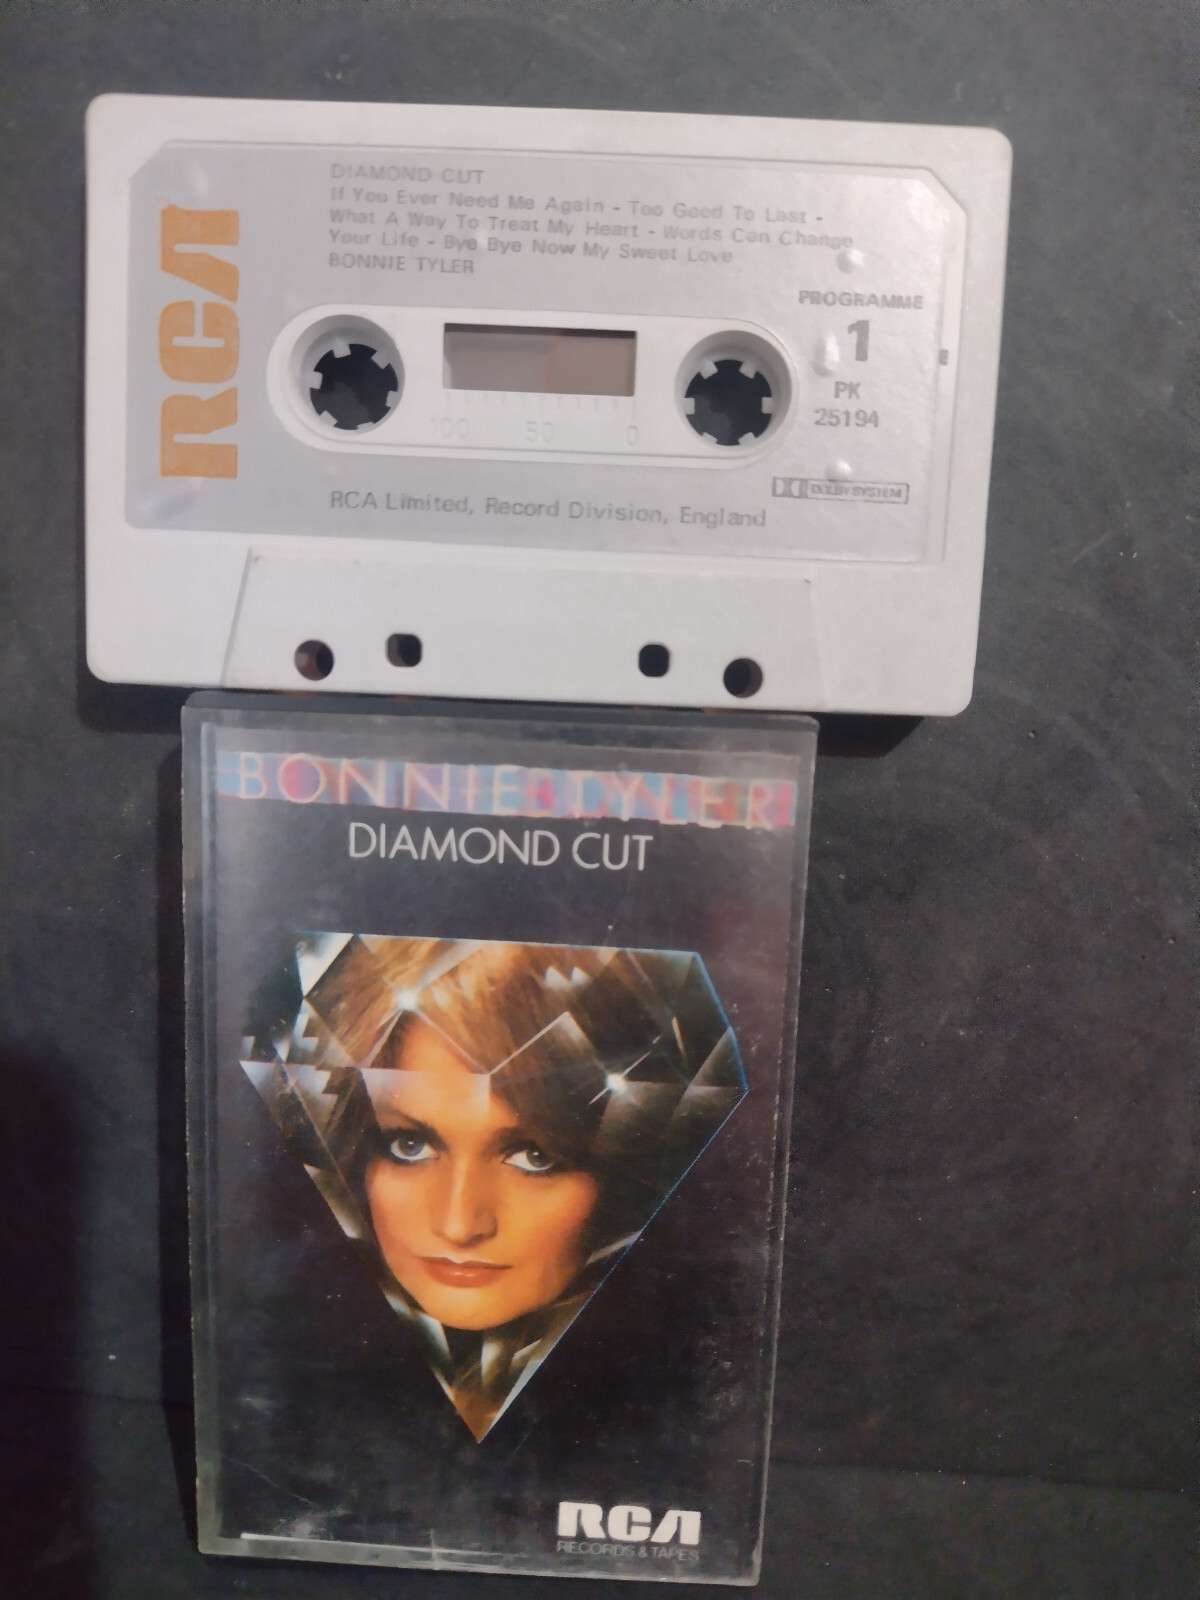 DIAMOND CUT
If You Ever Need Me Again - Too Good To Last -
What A Way To Treat My Heart - Words Can Change
Your Life - Bye Bye Now My Sweet Love
BONNIE TYLER
RCA
PROGRAMME
1
PK
25194
100 50 0
DOLBY SYSTEM
RCA Limited, Record Division, England
BONNIE TYLER
DIAMOND CUT
RCA
RECORDS & TAPES